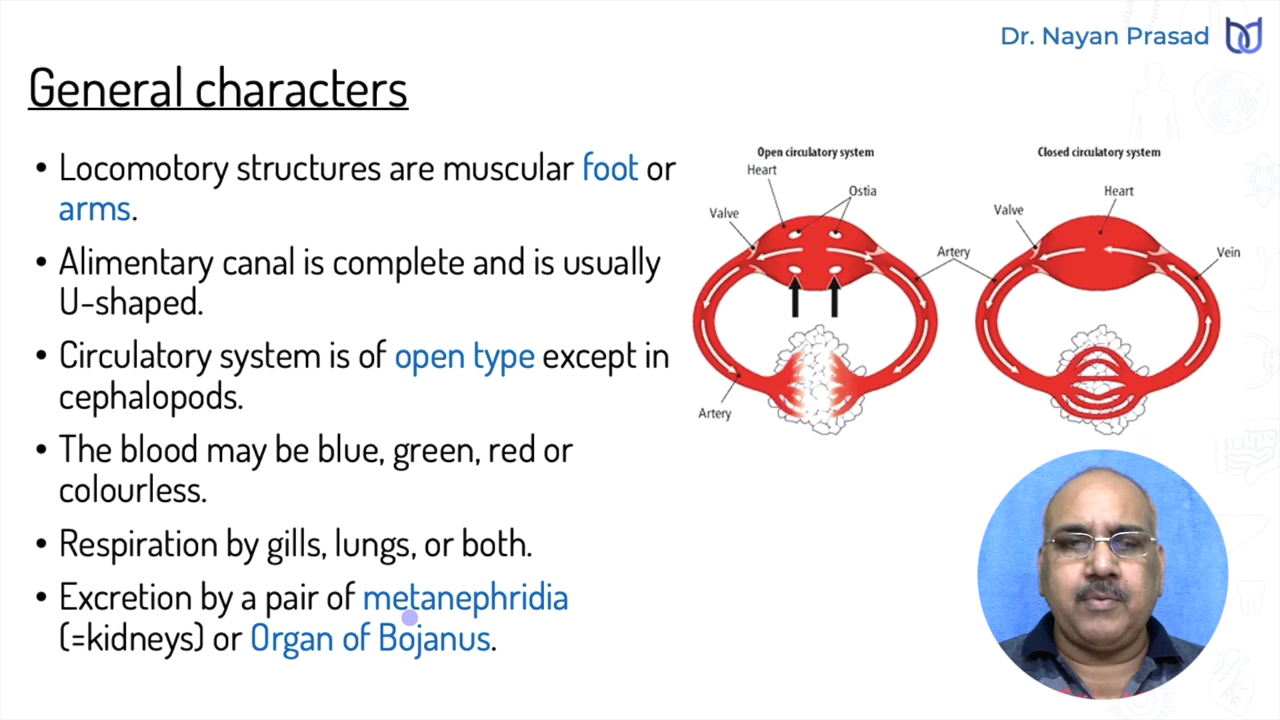 Dr. Nayan Prasad
General characters
• Locomotory structures are muscular foot or
arms.
• Alimentary canal is complete and is usually
U-shaped.
• Circulatory system is of open type except in
cephalopods.
• The blood may be blue, green, red or
colourless.
• Respiration by gills, lungs, or both.
• Excretion by a pair of metanephridia
(=kidneys) or Organ of Bojanus.
Open circulatory system
Heart
Ostia
Valve
Artery
Artery
Closed circulatory system
Heart
Valve
Vein